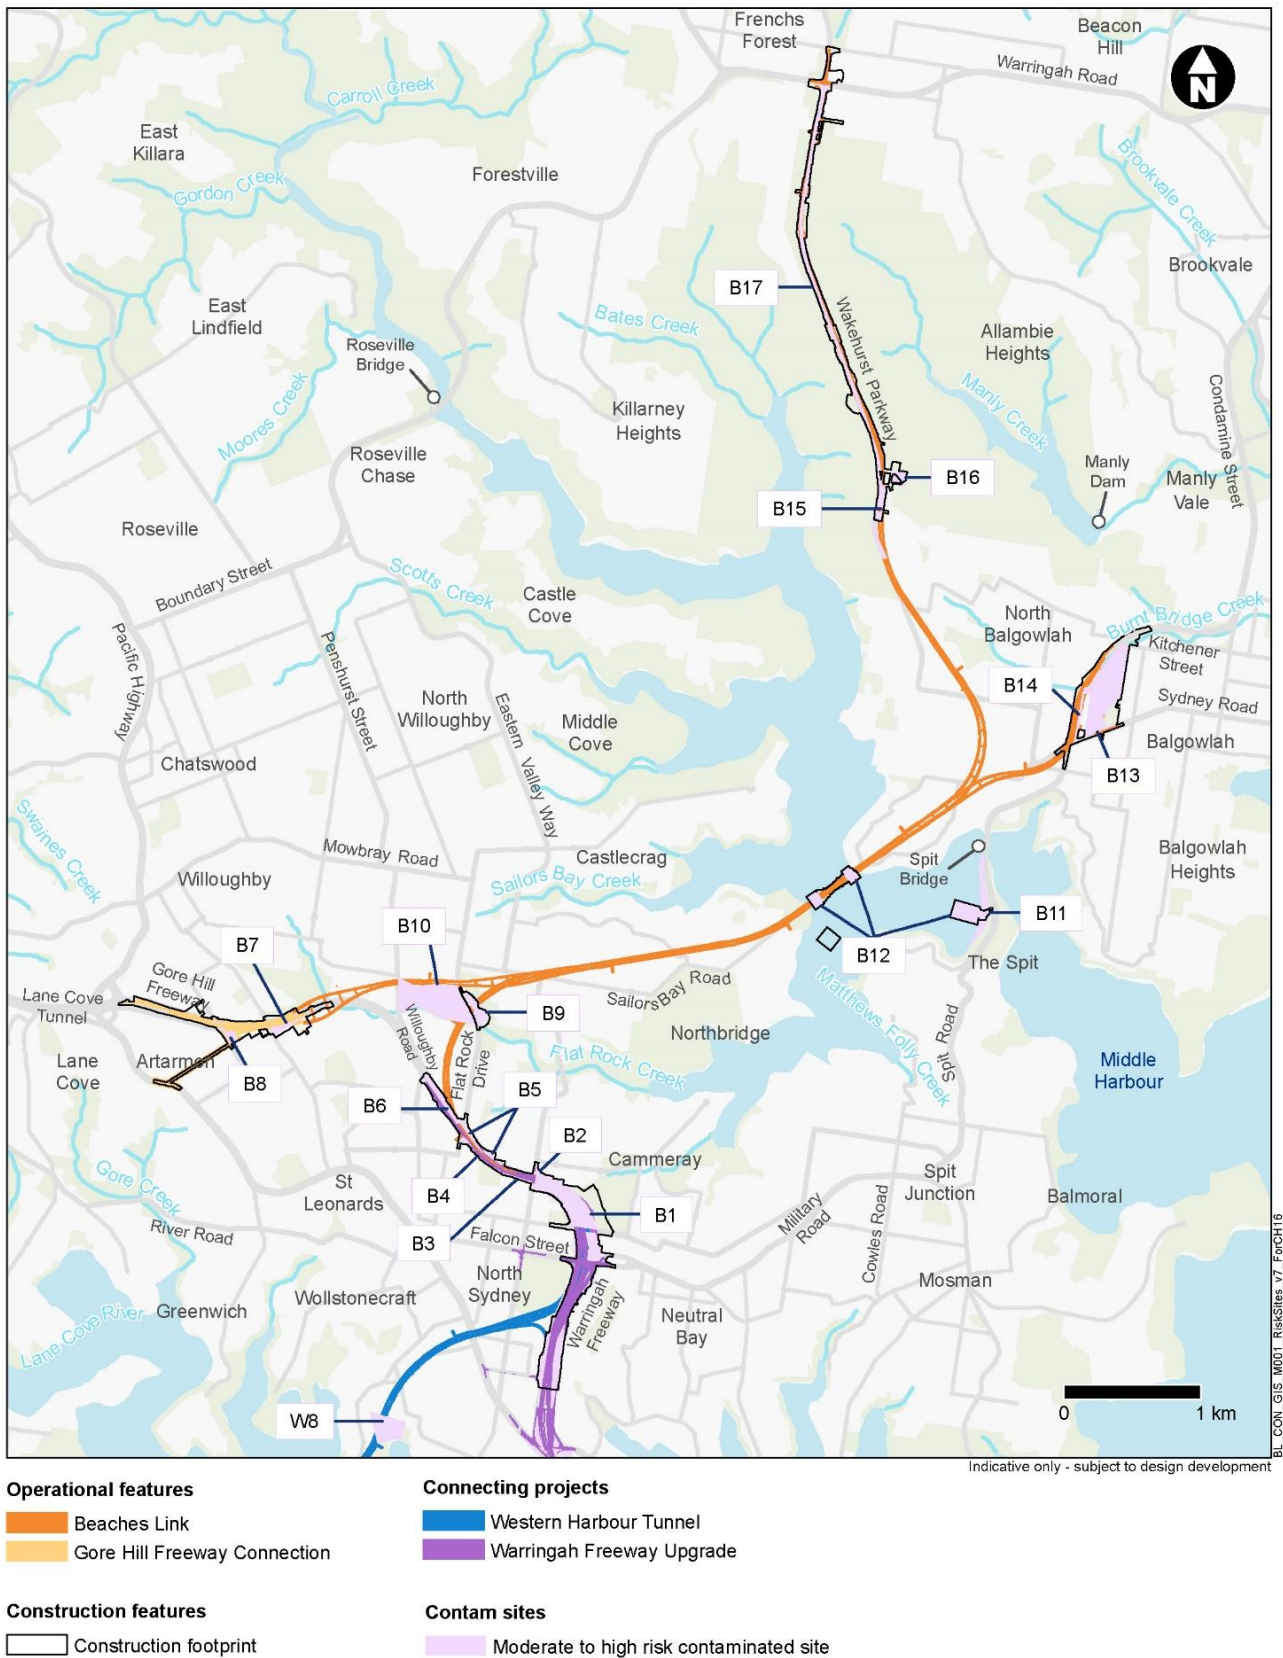 Frenchs
Forest
Beacon
Hill
Warringah Road
N
Carroll Creek
East
Killara
Forestville
Gordon Creek
Brookvale Creek
Brookvale
B17
East
Lindfield
Bates Creek
Wakehurst Parkway
Allambie
Heights
Roseville
Bridge
Moores Creek
Killarney
Heights
Manly Creek
Condamine Street
Roseville
Chase
Manly
Dam
Manly
Vale
B16
B15
Roseville
Boundary Street
Scotts Creek
Castle
Cove
North
Balgowlah
Burnt Bridge Creek
Kitchener
Street
Pacific Highway
Penshurst Street
North
Willoughby
Eastern Valley Way
Middle
Cove
B14
Sydney Road
Balgowlah
B13
Chatswood
Swaines Creek
Mowbray Road
Castlecrag
Spit
Bridge
Balgowlah
Heights
Willoughby
Sailors Bay Creek
B10
B11
B7
B12
The Spit
Gore Hill
Freeway
Lane Cove
Tunnel
Sailors Bay Road
Matthews Folly Creek
Willoughby
Road
B9
Northbridge
Spit Road
Lane
Cove
Artarmon
B8
Flat Rock
Drive
Flat Rock Creek
Middle
Harbour
B5
B6
B2
Cammeray
Gore Creek
St
Leonards
B4
Spit
Junction
Balmoral
B1
Military
Road
Cowles Road
River Road
B3
Falcon Street
North
Sydney
Mosman
Lane Cove River
Greenwich
Wollstonecraft
Warringah
Freeway
Neutral
Bay
W8
0
1 km
BL_CON_GIS_M001_RiskSites_v7_ForCH16
Indicative only - subject to design development
Operational features
Beaches Link
Gore Hill Freeway Connection
Connecting projects
Western Harbour Tunnel
Warringah Freeway Upgrade
Construction features
Construction footprint
Contam sites
Moderate to high risk contaminated site